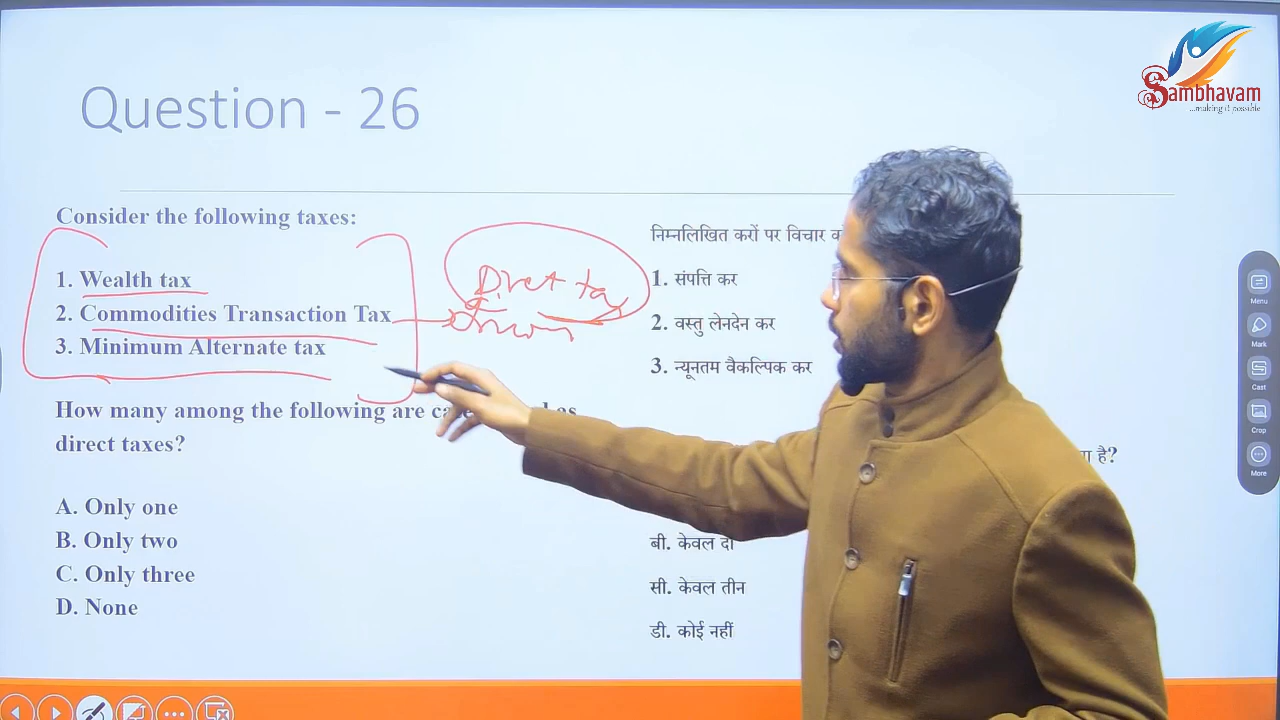 Question - 26
Sambhavam
...making it possible
Consider the following taxes:
1. Wealth tax
2. Commodities Transaction Tax
3. Minimum Alternate tax
Direct tax
How many among the following are as
direct taxes?
A. Only one
B. Only two
C. Only three
D. None
निम्नलिखित करों पर विचार
1. संपत्ति कर
2. वस्तु लेनदेन कर
3. न्यूनतम वैकल्पिक कर
है?
बी. केवल दो
सी. केवल तीन
डी. कोई नहीं
Menu
Mark
Cast
Crop
More